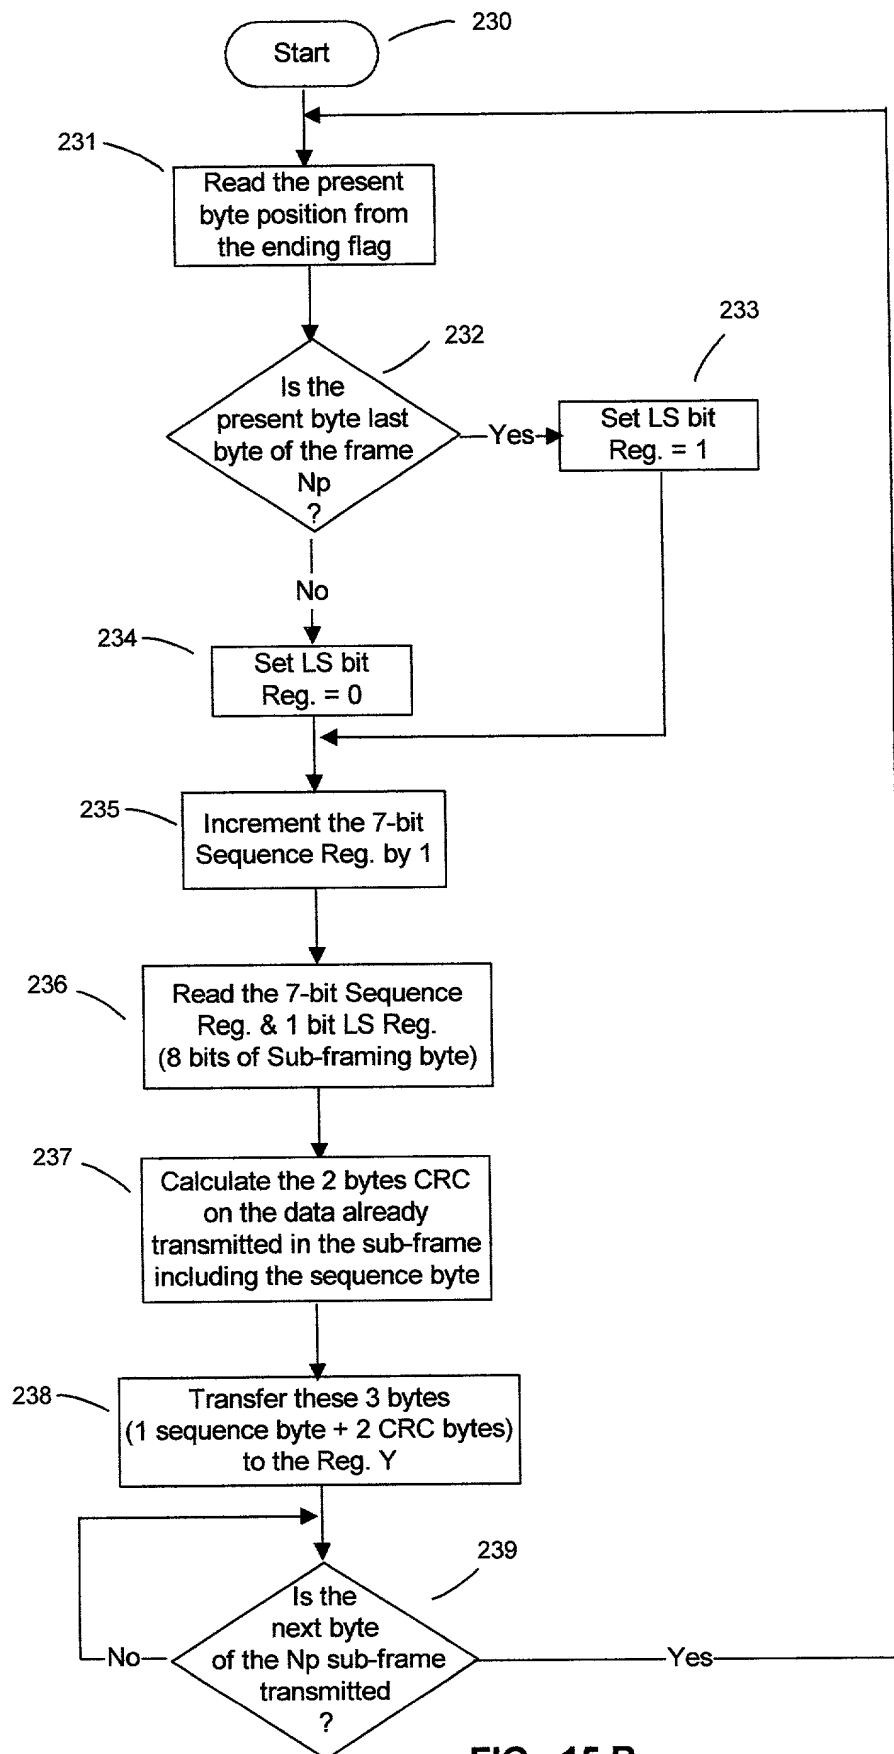 230
Start
231
Read the present
byte position from
the ending flag
232
233
Is the
present byte last
byte of the frame
Np
?
Yes
Set LS bit
Reg. = 1
No
234
Set LS bit
Reg. = 0
235
Increment the 7-bit
Sequence Reg. by 1
236
Read the 7-bit Sequence
Reg. & 1 bit LS Reg.
(8 bits of Sub-framing byte)
237
Calculate the 2 bytes CRC
on the data already
transmitted in the sub-frame
including the sequence byte
238
Transfer these 3 bytes
(1 sequence byte + 2 CRC bytes)
to the Reg. Y
239
Is the
next byte
of the Np sub-frame
transmitted
?
No
Yes
FIG. 15 B